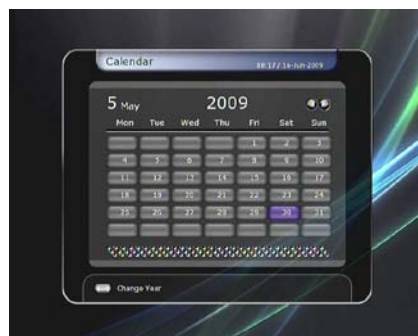 Calendar 08:17 / 16-Jun-2009
5 May 2009
Mon Tue Wed Thu Fri Sat Sun
1 2 3
4 5 6 7 8 9 10
11 12 13 14 15 16 17
18 19 20 21 22 23 24
25 26 27 28 29 30 31
Change Year